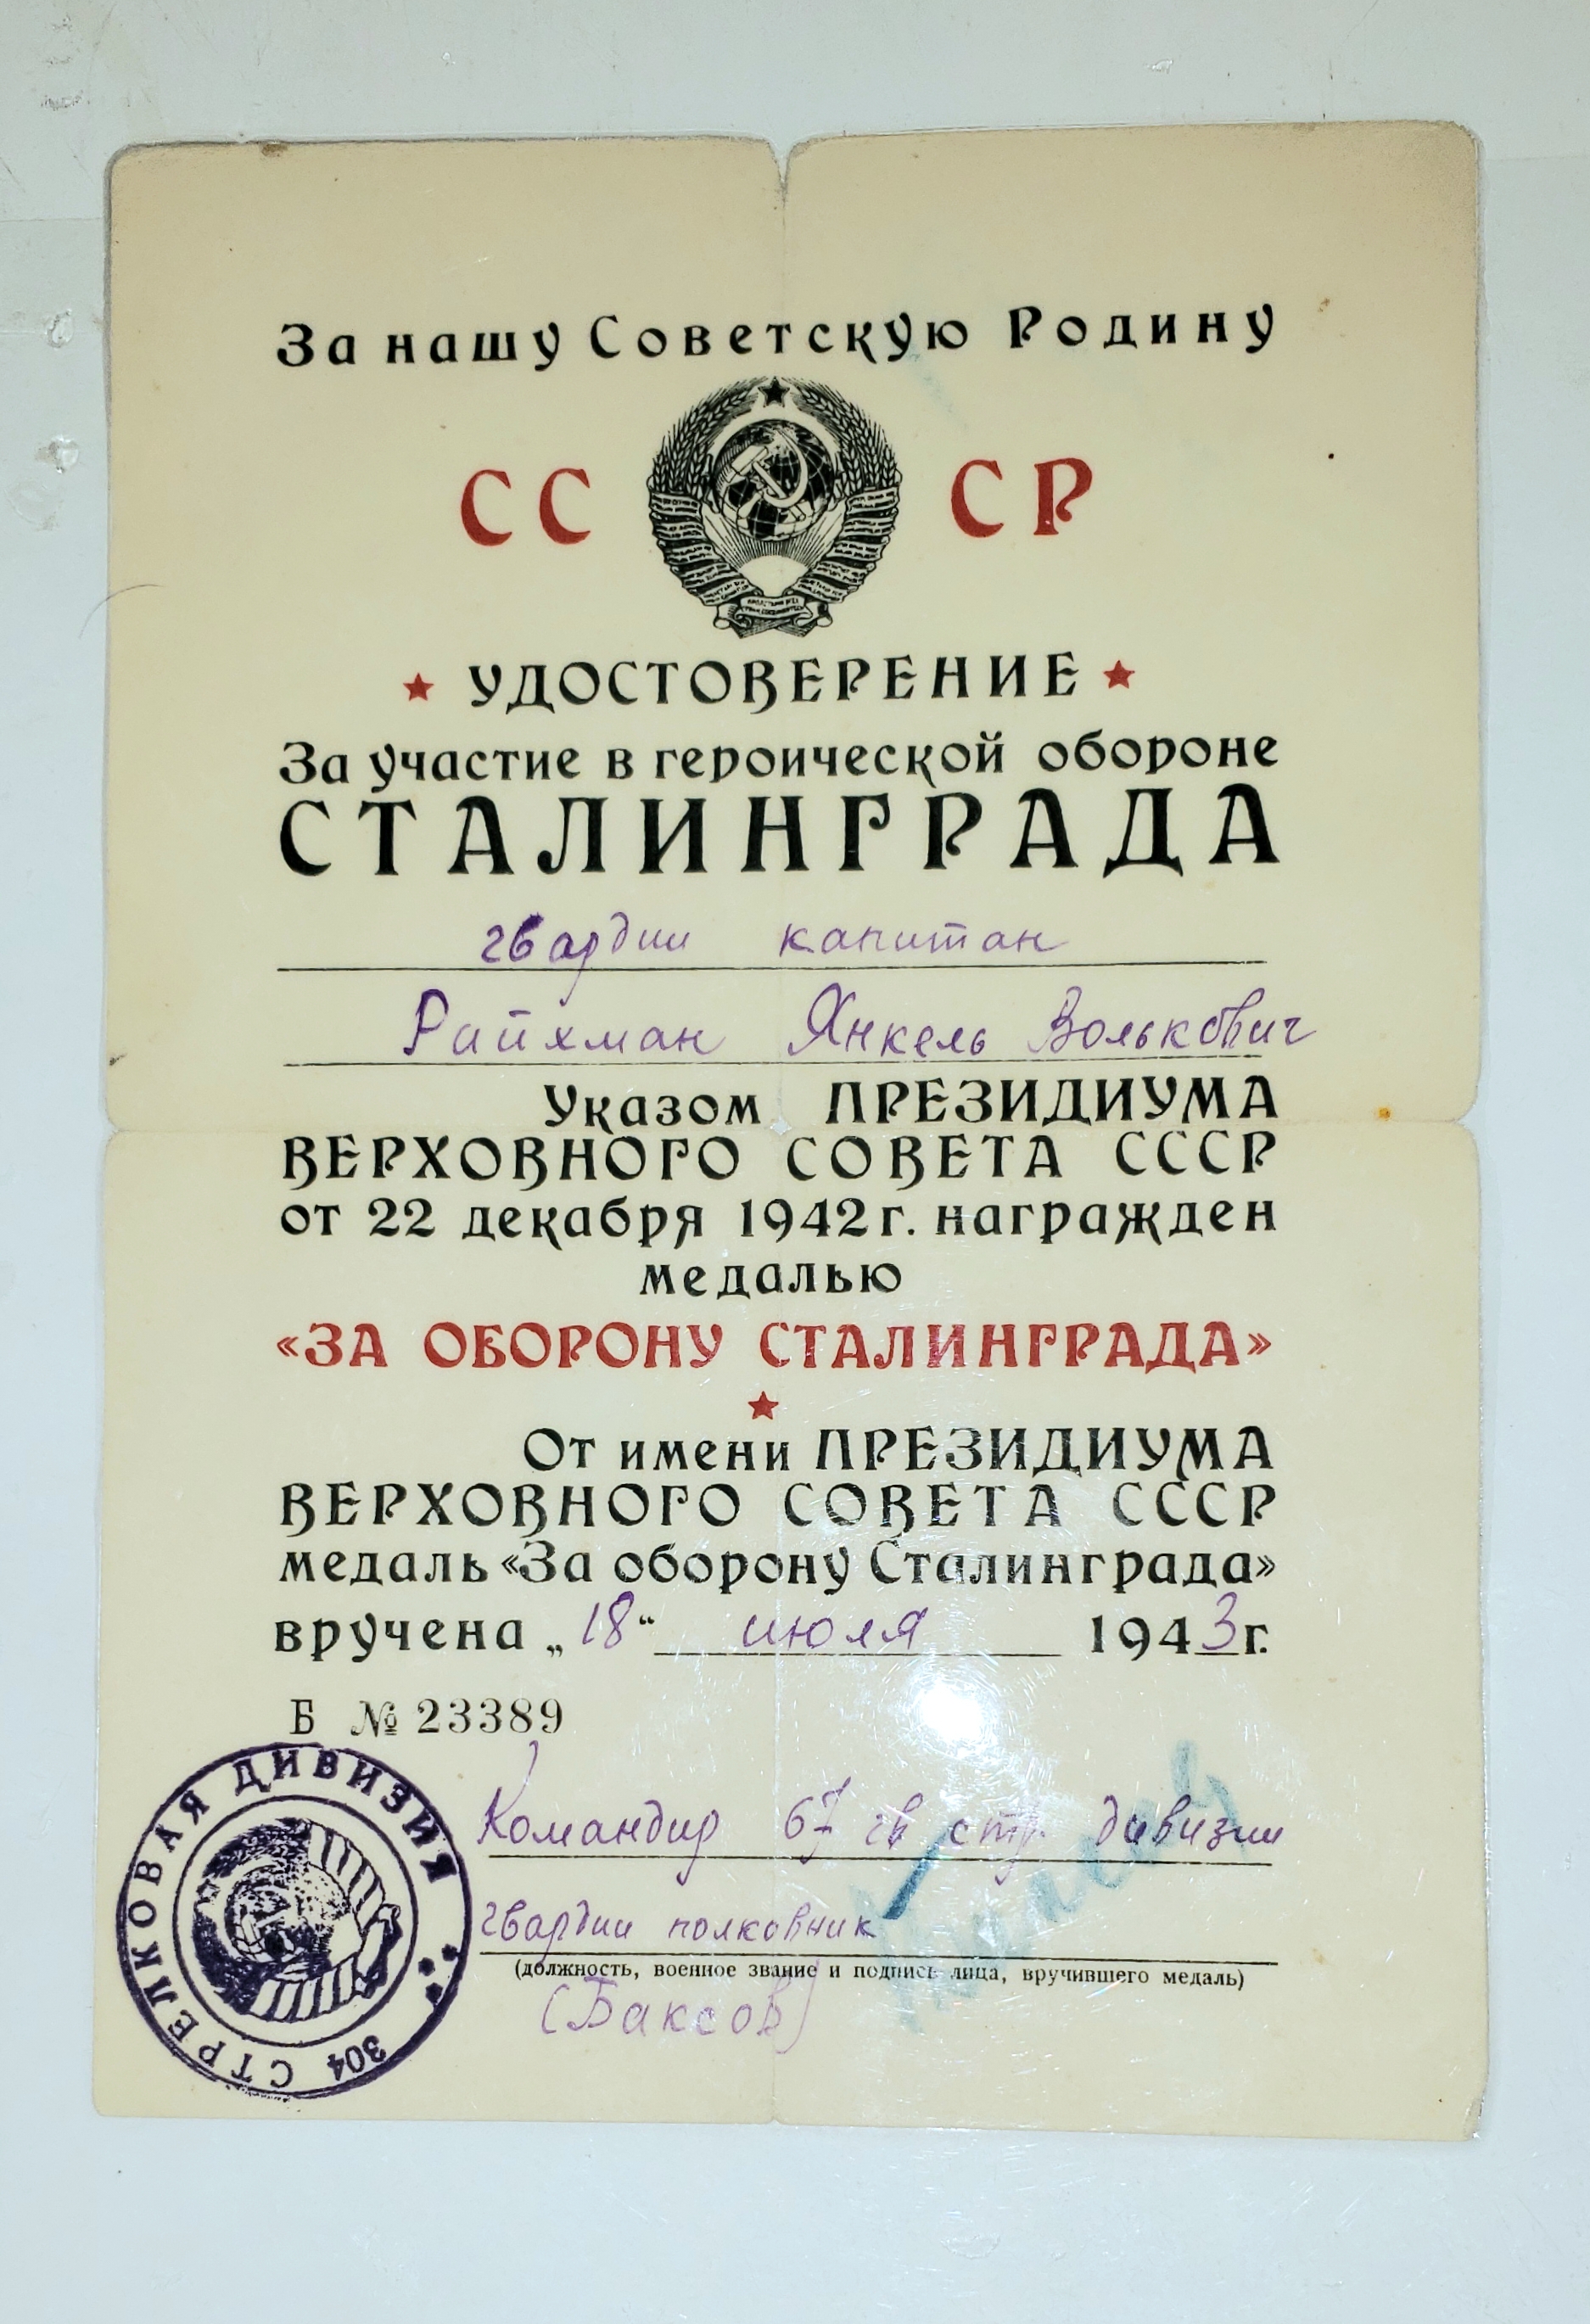 За нашу Советскую Родину
СС СР
УДОСТОВЕРЕНИЕ
За участие в героической обороне
СТАЛИНГРАДА
гвардии капитан
Райхман Янкель Волькович
Указом ПРЕЗИДИУМА
ВЕРХОВНОГО СОВЕТА СССР
от 22 декабря 1942 г. награжден
медалью
«ЗА ОБОРОНУ СТАЛИНГРАДА»
От имени ПРЕЗИДИУМА
ВЕРХОВНОГО СОВЕТА СССР
медаль «За оборону Сталинграда»
вручена „18“ июля 1943 г.
Б № 23389
Командир 67 гв стр. дивизии
гвардии полковник
(должность, военное звание и подпись лица, вручившего медаль)
(Баксов)
304 СТРЕЛКОВАЯ ДИВИЗИЯ